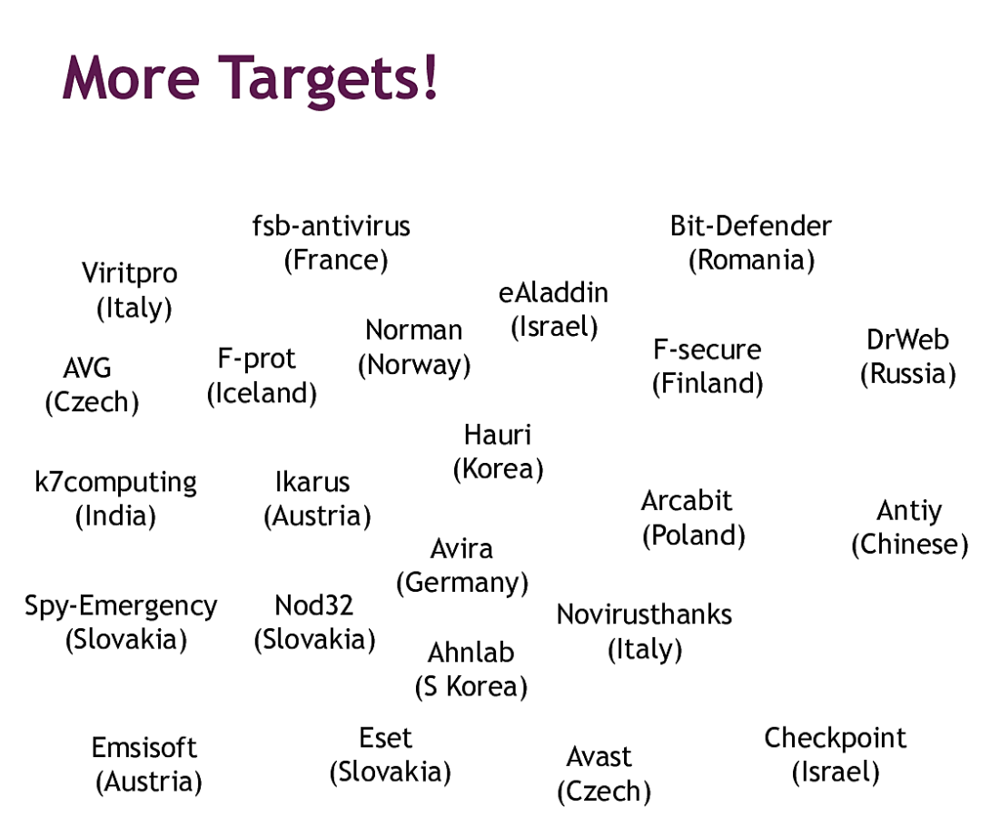 More Targets!
fsb-antivirus
(France)
Bit-Defender
(Romania)
Viritpro
(Italy)
eAladdin
(Israel)
Norman
(Norway)
F-secure
(Finland)
DrWeb
(Russia)
AVG
(Czech)
F-prot
(Iceland)
Hauri
(Korea)
k7computing
(India)
Ikarus
(Austria)
Arcabit
(Poland)
Antiy
(Chinese)
Avira
(Germany)
Spy-Emergency
(Slovakia)
Nod32
(Slovakia)
Novirusthanks
(Italy)
Ahnlab
(S Korea)
Emsisoft
(Austria)
Eset
(Slovakia)
Avast
(Czech)
Checkpoint
(Israel)